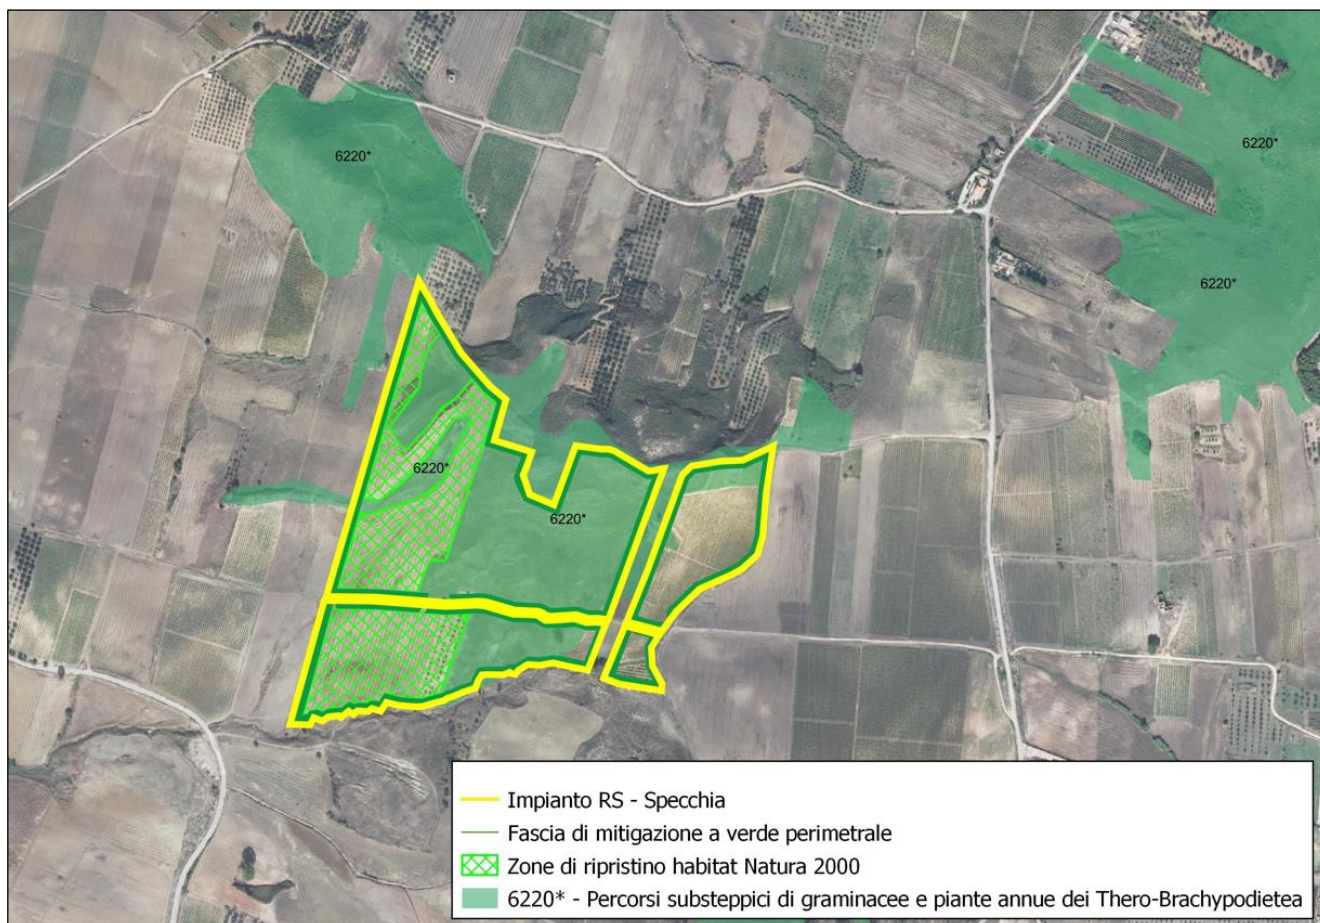 6220*
6220*
6220*
6220*
6220*
Impianto RS - Specchia
Fascia di mitigazione a verde perimetrale
Zone di ripristino habitat Natura 2000
6220* - Percorsi substeppici di graminacee e piante annue dei Thero-Brachypodietea